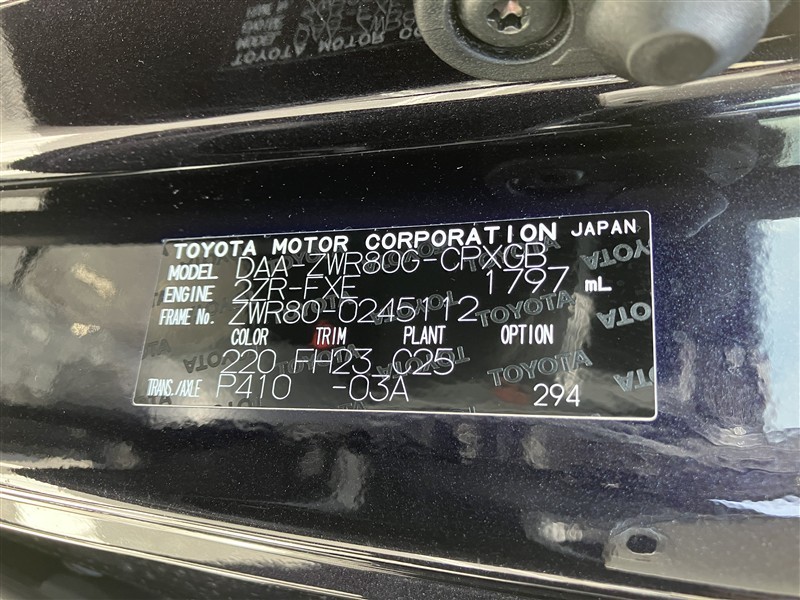 TOYOTA MOTOR CORPORATION JAPAN
MODEL DAA-ZWR80G-CPXGB
ENGINE 2ZR-FXE 1797 mL
FRAME No. ZWR80-0245112
COLOR TRIM PLANT OPTION
220 FH23 C25
TRANS./AXLE P410 -03A 294